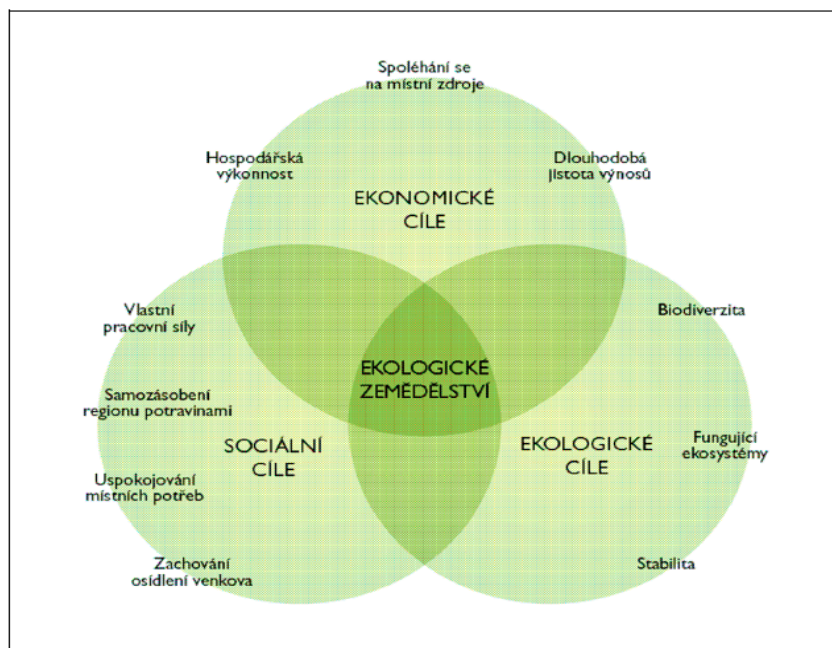 Spoléhání se
na místní zdroje
Hospodářská
výkonnost
Dlouhodobá
jistota výnosů
EKONOMICKÉ
CÍLE
Vlastní
pracovní síly
Biodiverzita
EKOLOGICKÉ
ZEMĚDĚLSTVÍ
Samozásobení
regionu potravinami
SOCIÁLNÍ
CÍLE
EKOLOGICKÉ
CÍLE
Fungující
ekosystémy
Uspokojování
místních potřeb
Zachování
osídlení venkova
Stabilita